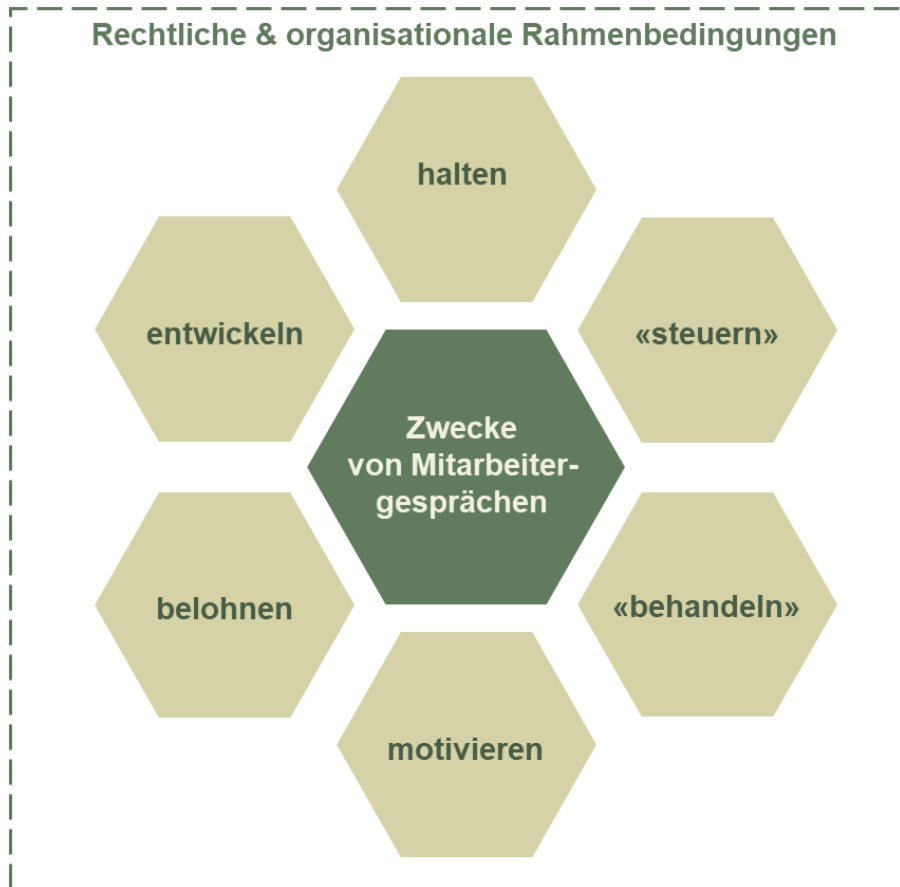 Rechtliche & organisationale Rahmenbedingungen
halten
entwickeln
«steuern»
Zwecke
von Mitarbeiter-
gesprächen
belohnen
«behandeln»
motivieren